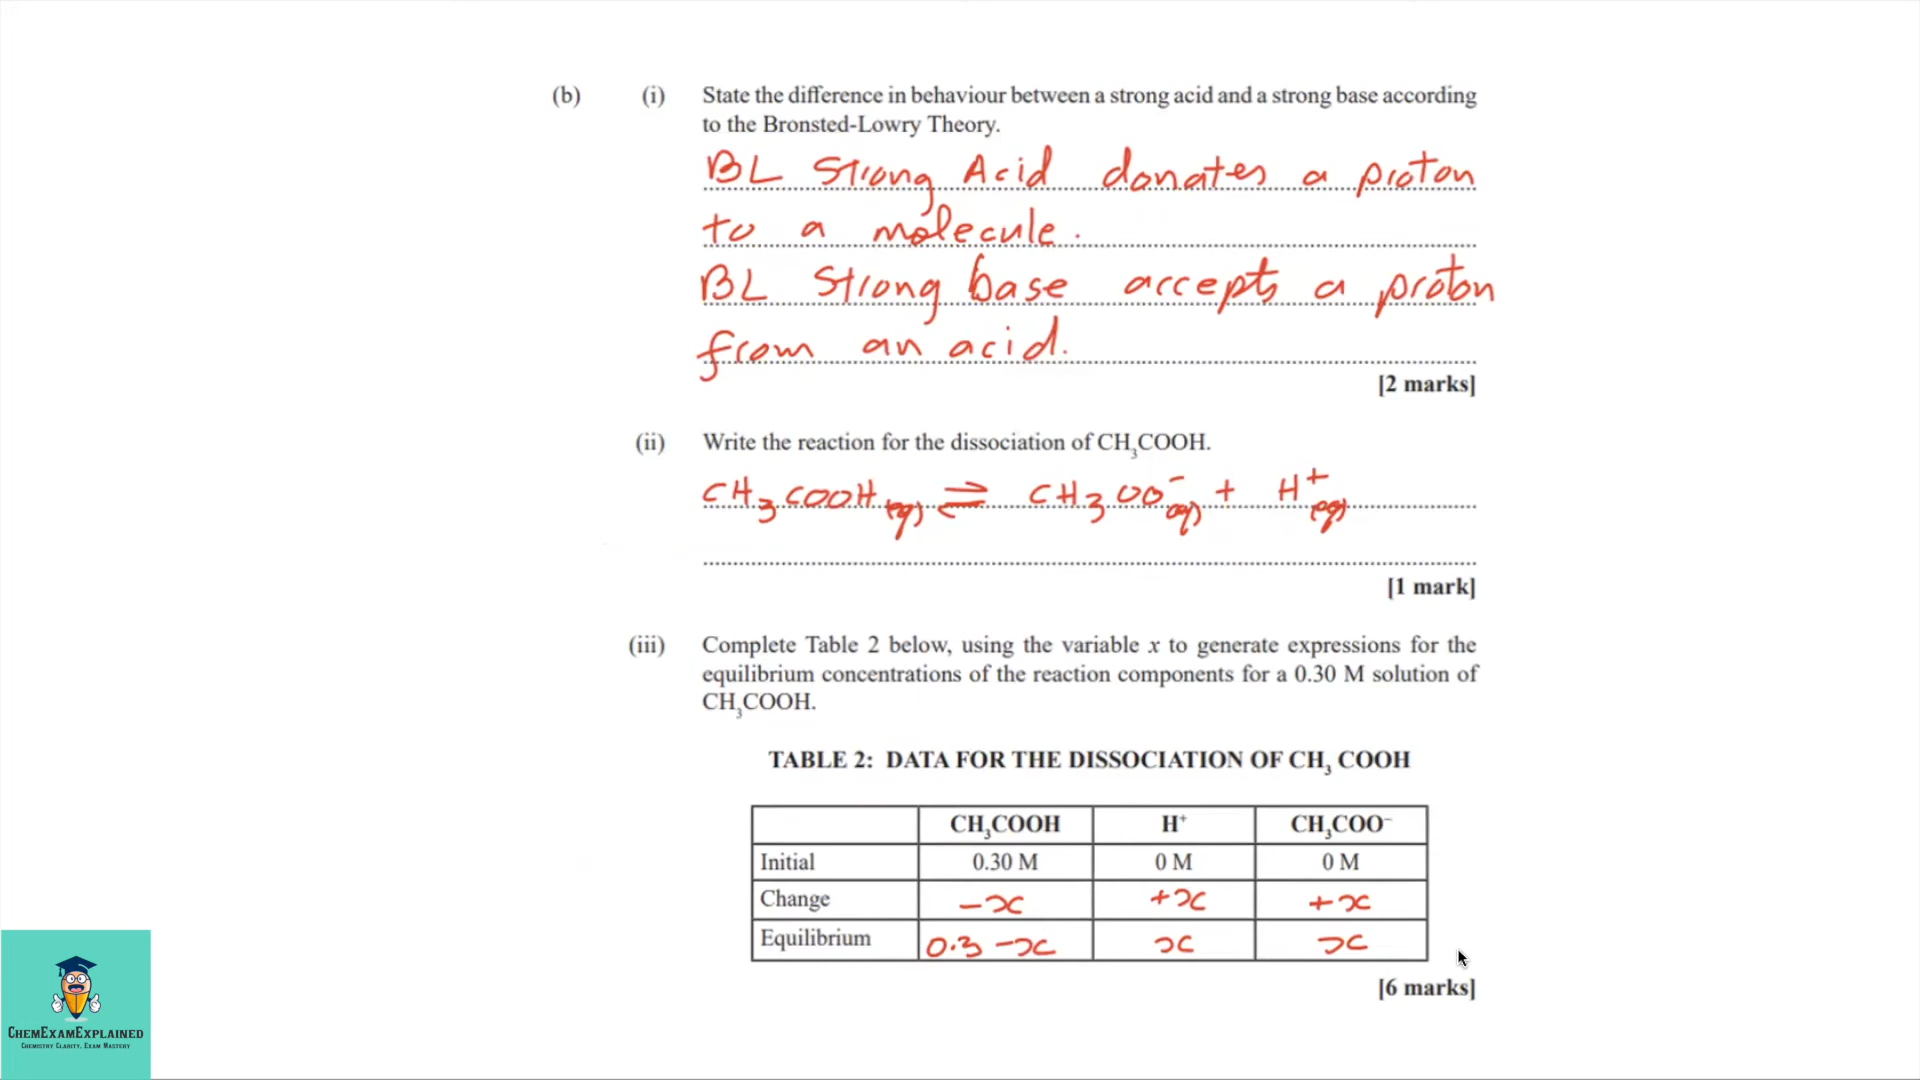 (b) (i) State the difference in behaviour between a strong acid and a strong base according
to the Bronsted-Lowry Theory.
BL Strong Acid donates a proton
to a molecule.
BL Strong base accepts a proton
from an acid.
[2 marks]
(ii) Write the reaction for the dissociation of CH₃COOH.
CH₃COOH(aq) ⇌ CH₃OO⁻(aq) + H⁺(aq)
[1 mark]
(iii) Complete Table 2 below, using the variable x to generate expressions for the
equilibrium concentrations of the reaction components for a 0.30 M solution of
CH₃COOH.
TABLE 2: DATA FOR THE DISSOCIATION OF CH₃ COOH
CH₃COOH H⁺ CH₃COO⁻
Initial 0.30 M 0 M 0 M
Change -x +x +x
Equilibrium 0.3 -x x x
[6 marks]
CHEMEXAMEXPLAINED
CHEMISTRY CLARITY, EXAM MASTERY